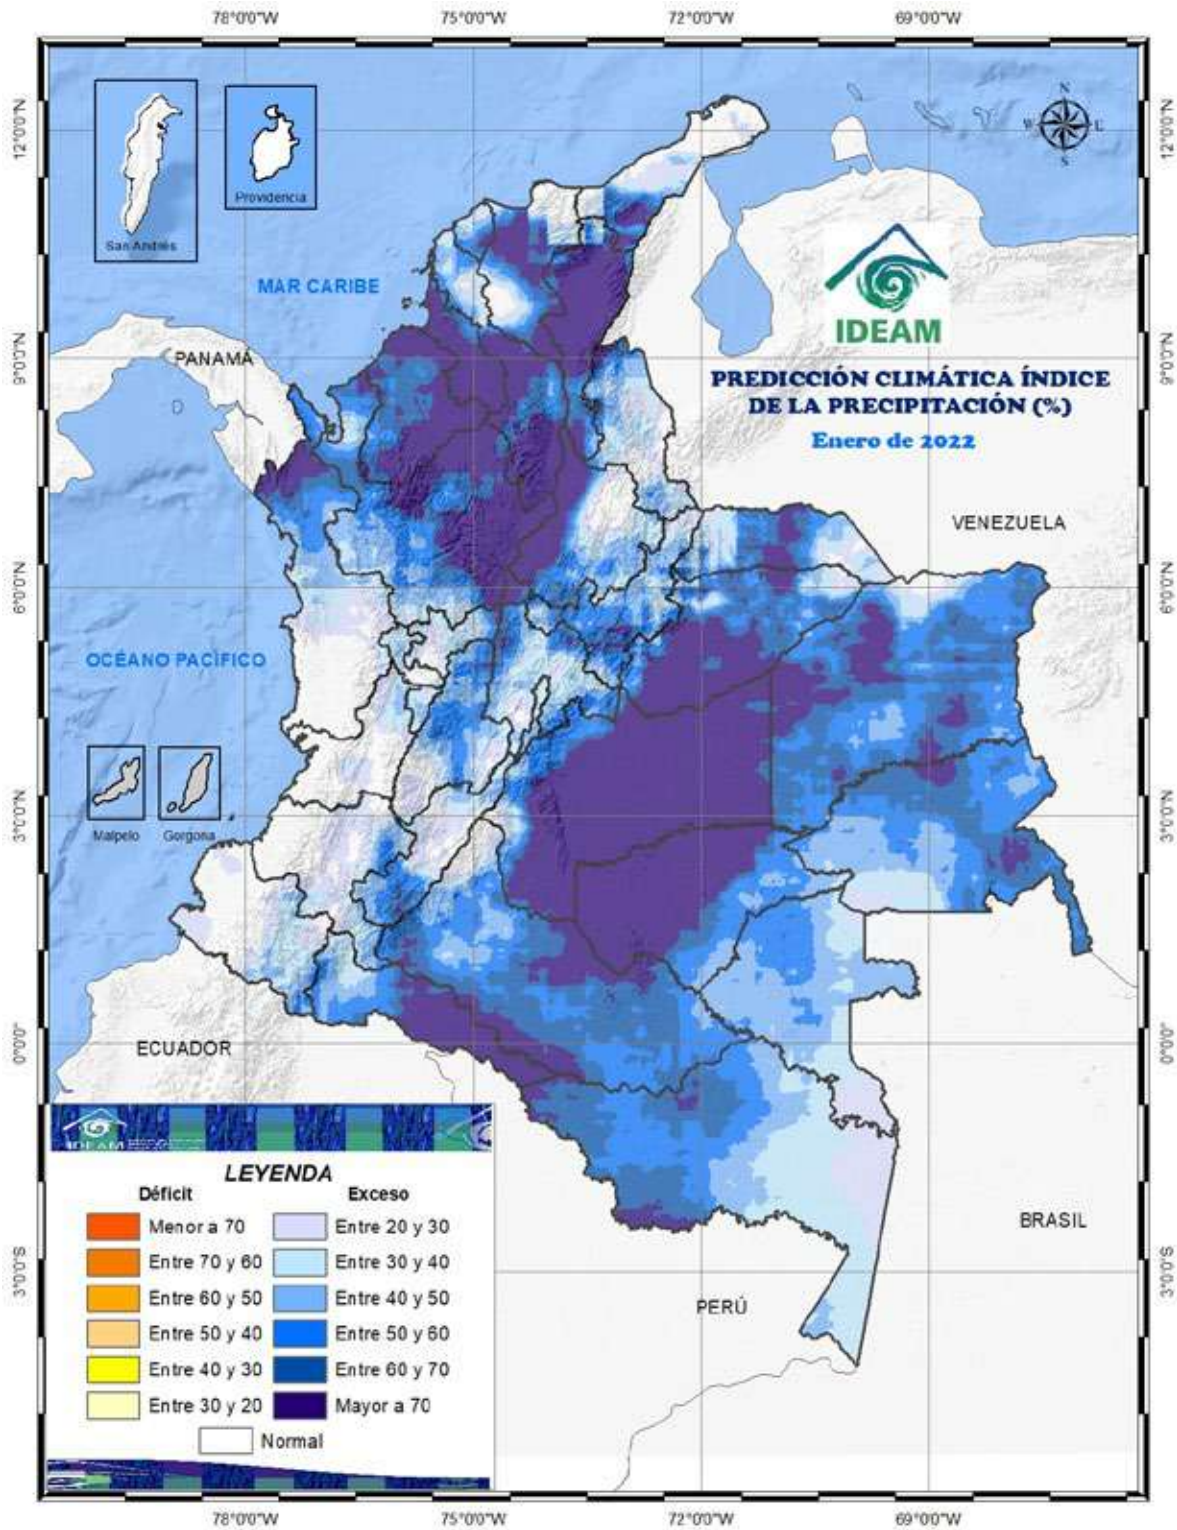 78°0'0"W 75°0'0"W 72°0'0"W 69°0'0"W
12°0'0"N 12°0'0"N
N
W E
S
San Andrés
Providencia
MAR CARIBE
IDEAM
PREDICCIÓN CLIMÁTICA ÍNDICE
DE LA PRECIPITACIÓN (%)
Enero de 2022
9°0'0"N 9°0'0"N
PANAMÁ
VENEZUELA
6°0'0"N 6°0'0"N
OCÉANO PACÍFICO
Malpelo
Gorgona
3°0'0"N 3°0'0"N
ECUADOR
0°0'0" 0°0'0"
IDEAM
LEYENDA
Déficit Exceso
Menor a 70 Entre 20 y 30
Entre 70 y 60 Entre 30 y 40
Entre 60 y 50 Entre 40 y 50
Entre 50 y 40 Entre 50 y 60
Entre 40 y 30 Entre 60 y 70
Entre 30 y 20 Mayor a 70
Normal
BRASIL
PERÚ
3°0'0"S 3°0'0"S
78°0'0"W 75°0'0"W 72°0'0"W 69°0'0"W